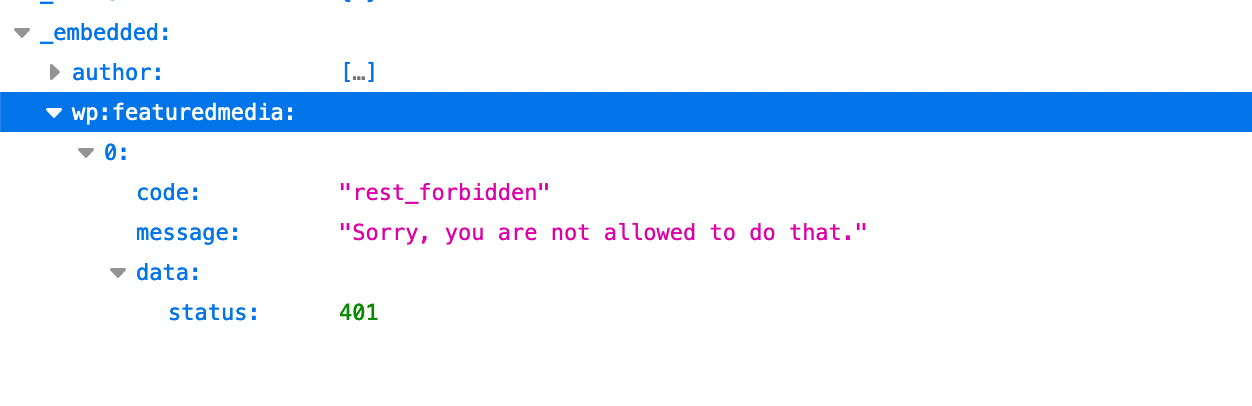 _embedded:
author: […]
wp:featuredmedia:
0:
code: "rest_forbidden"
message: "Sorry, you are not allowed to do that."
data:
status: 401